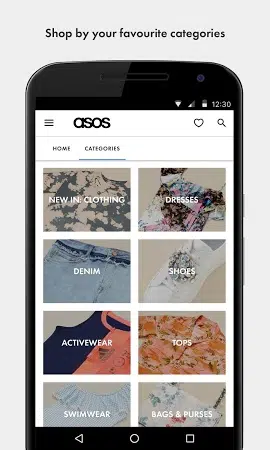 Shop by your favourite categories
12:30
asos
HOME CATEGORIES
NEW IN: CLOTHING
DRESSES
DENIM
SHOES
ACTIVEWEAR
TOPS
SWIMWEAR
BAGS & PURSES